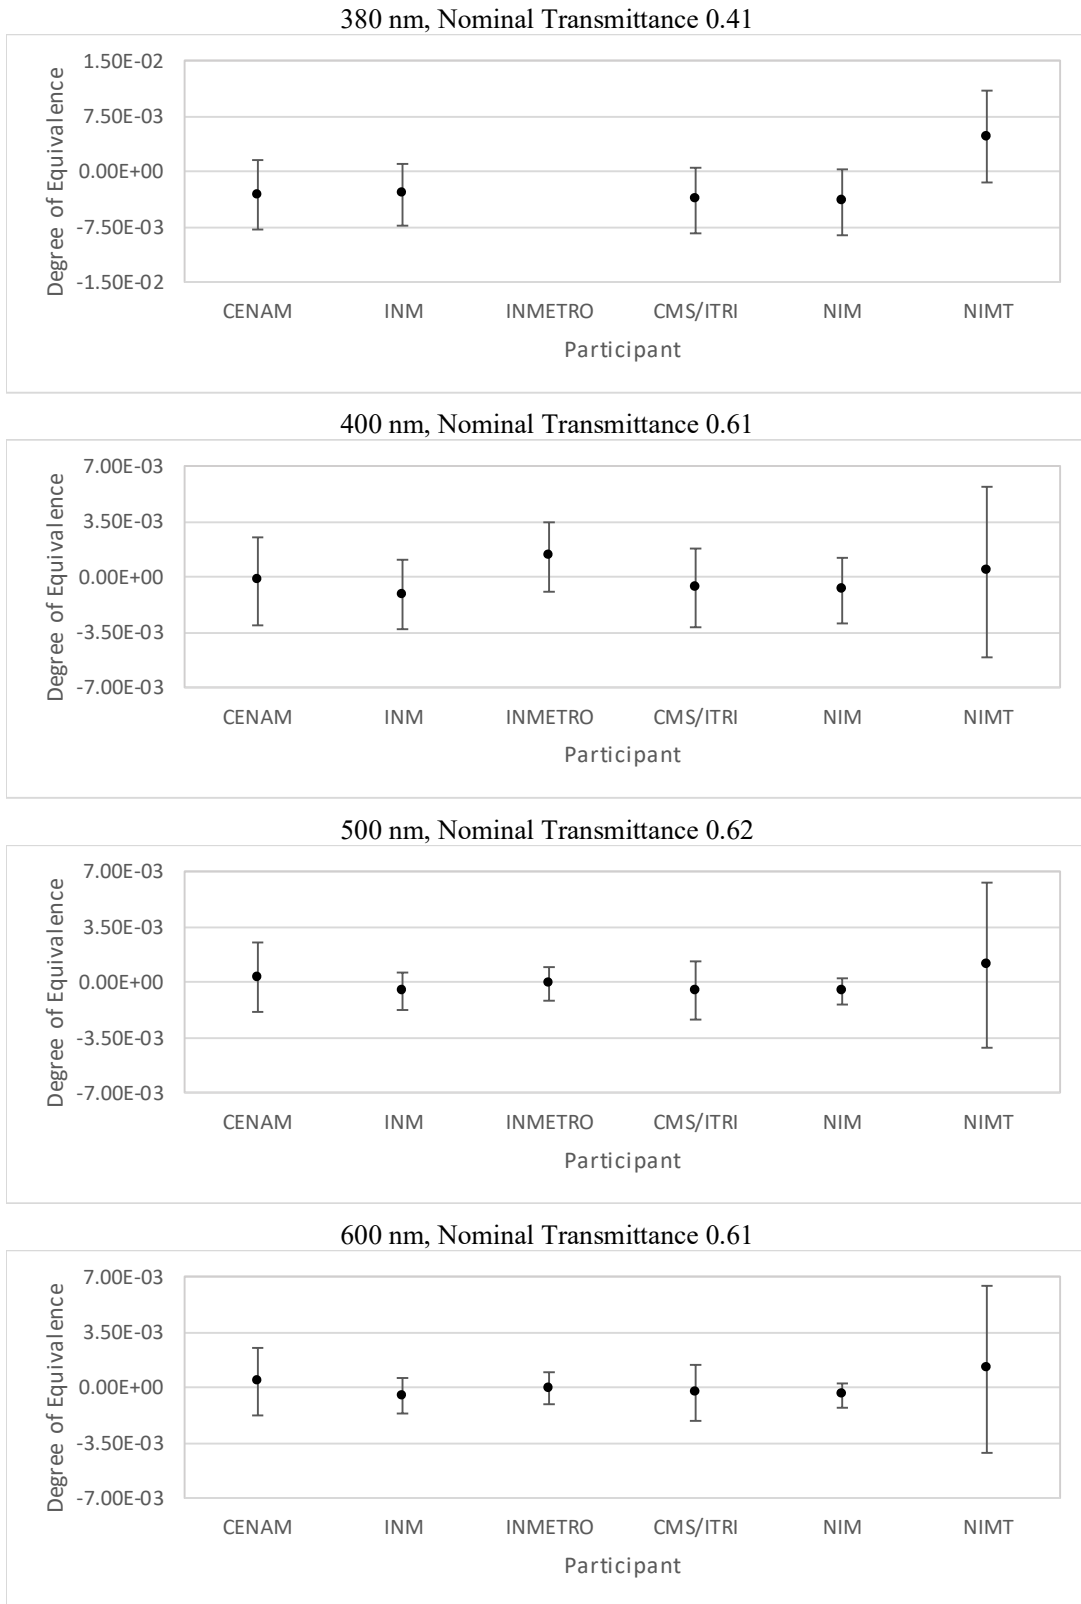 380 nm, Nominal Transmittance 0.41
Degree of Equivalence
1.50E-02
7.50E-03
0.00E+00
-7.50E-03
-1.50E-02
CENAM INM INMETRO CMS/ITRI NIM NIMT
Participant
400 nm, Nominal Transmittance 0.61
Degree of Equivalence
7.00E-03
3.50E-03
0.00E+00
-3.50E-03
-7.00E-03
CENAM INM INMETRO CMS/ITRI NIM NIMT
Participant
500 nm, Nominal Transmittance 0.62
Degree of Equivalence
7.00E-03
3.50E-03
0.00E+00
-3.50E-03
-7.00E-03
CENAM INM INMETRO CMS/ITRI NIM NIMT
Participant
600 nm, Nominal Transmittance 0.61
Degree of Equivalence
7.00E-03
3.50E-03
0.00E+00
-3.50E-03
-7.00E-03
CENAM INM INMETRO CMS/ITRI NIM NIMT
Participant